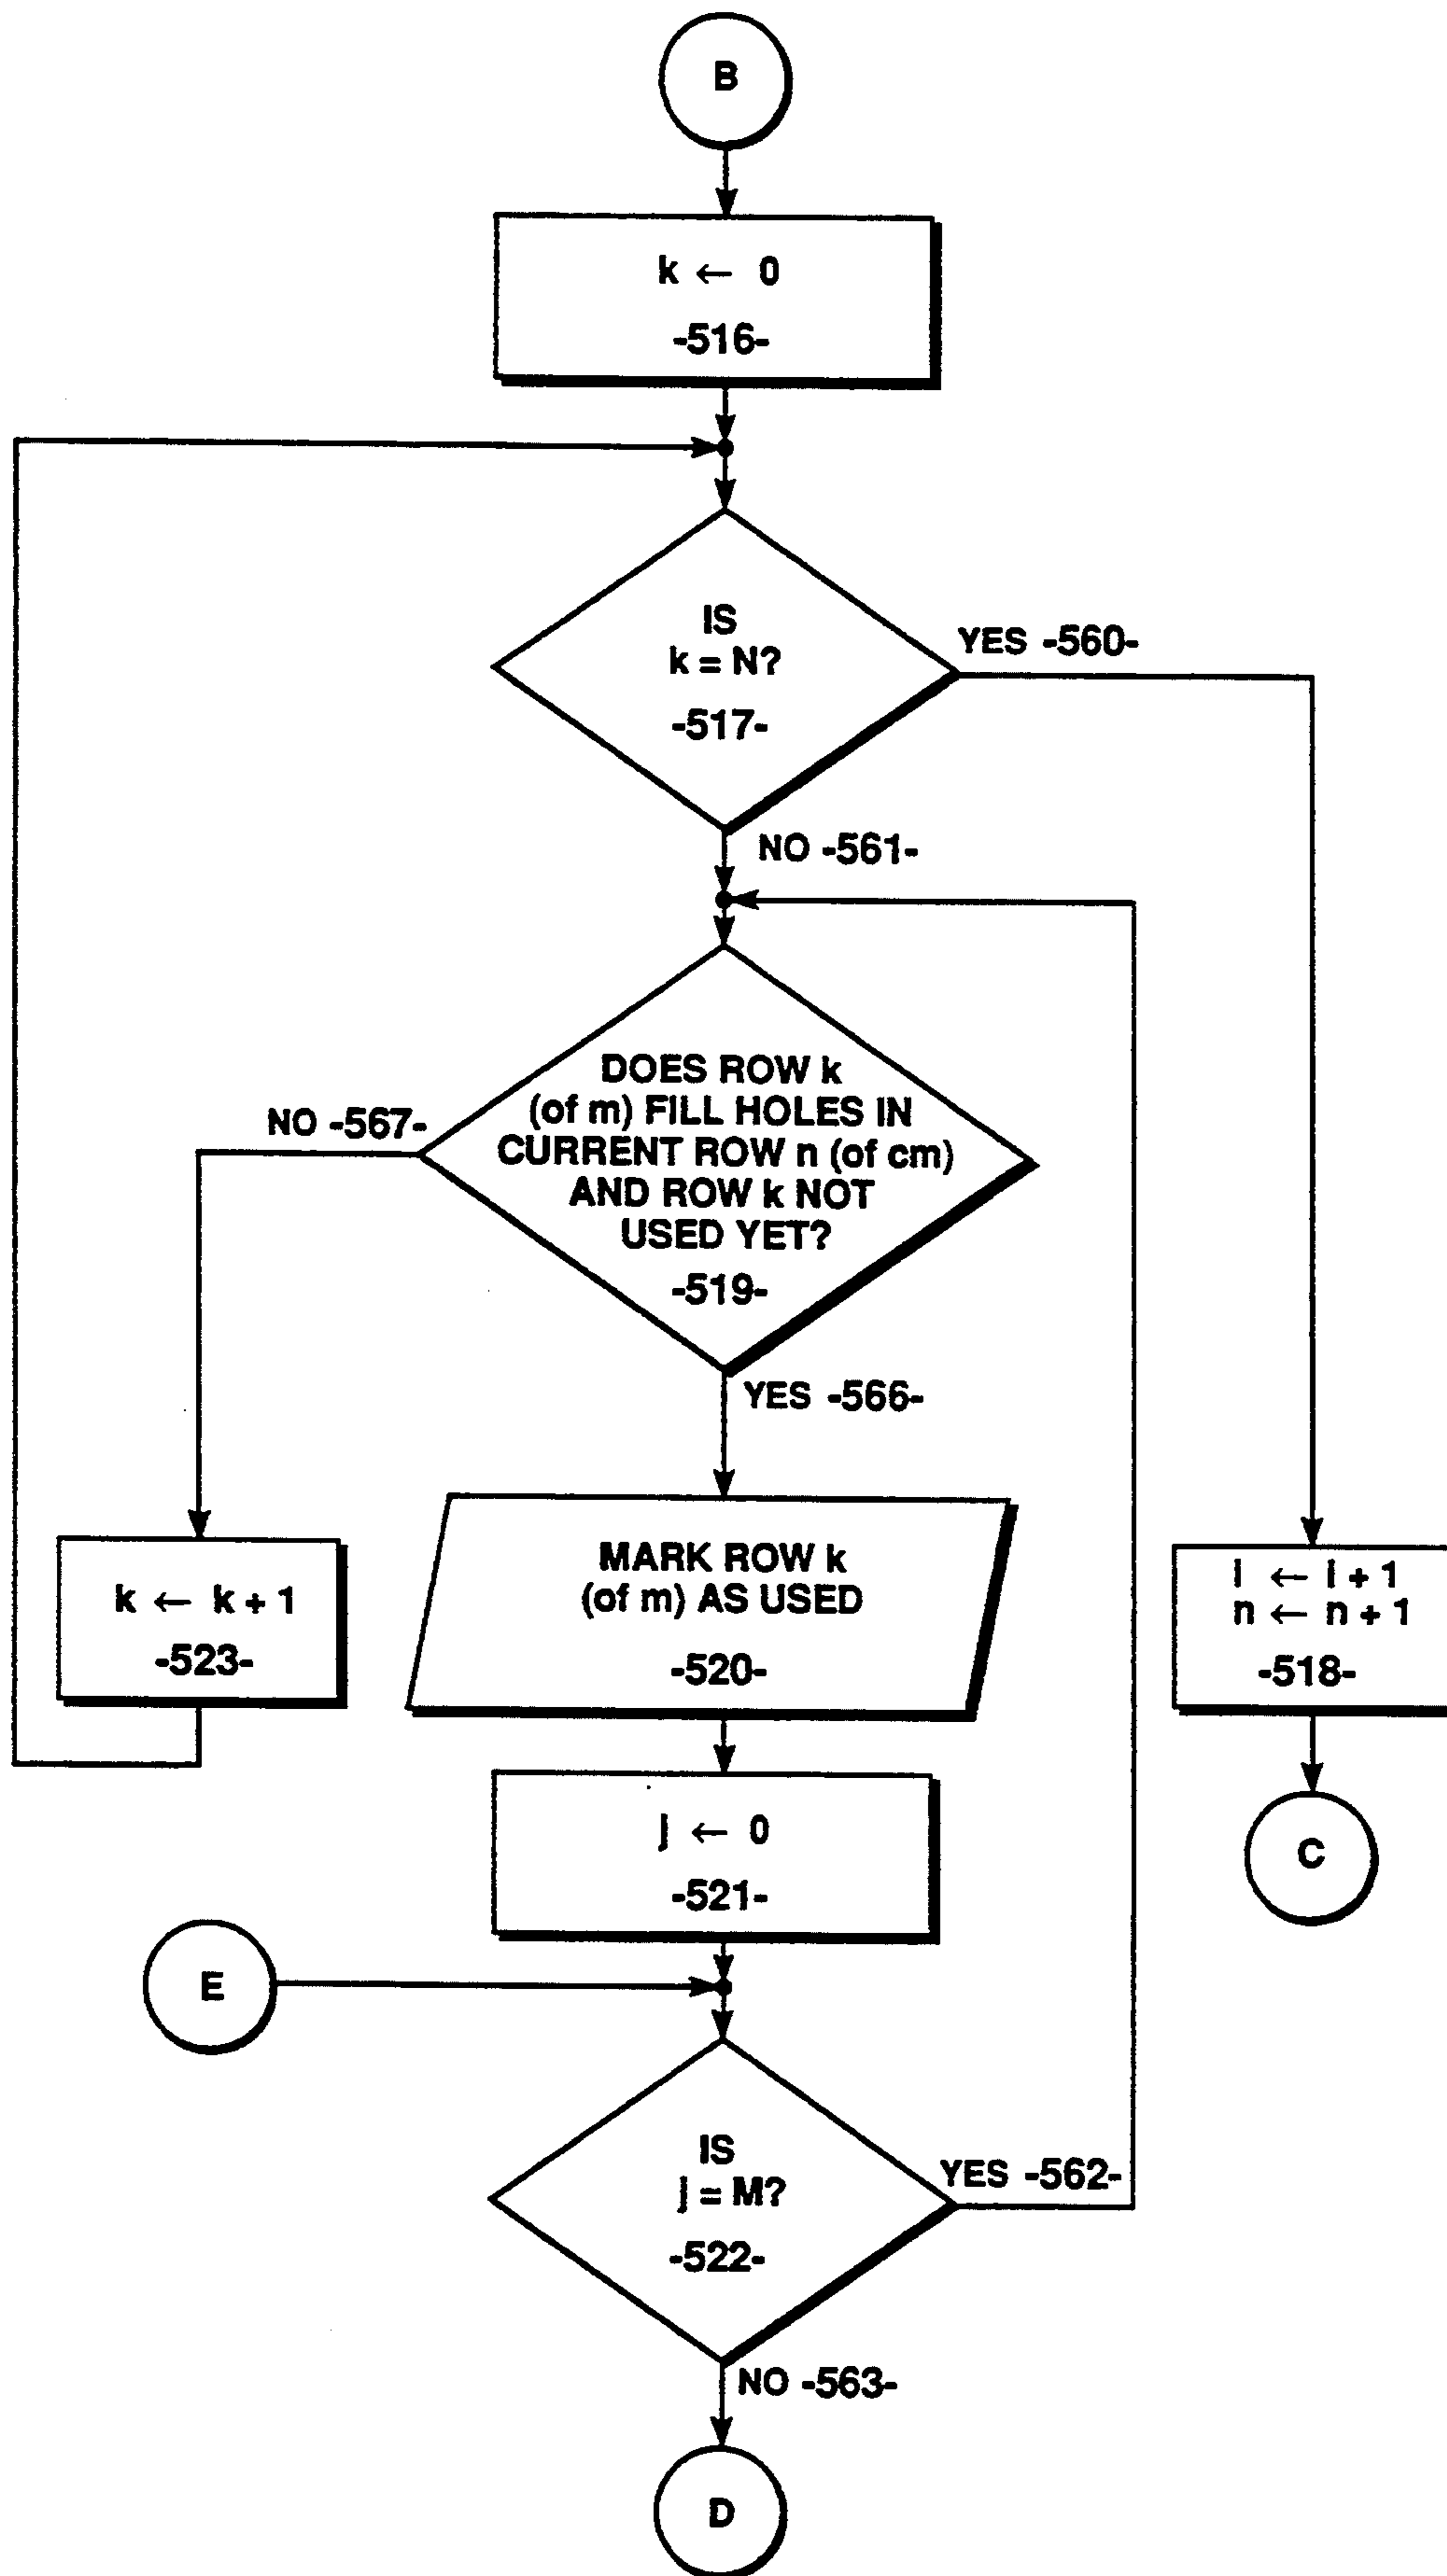 B
k ← 0
-516-
IS
k = N?
-517-
YES -560-
NO -561-
DOES ROW k
(of m) FILL HOLES IN
CURRENT ROW n (of cm)
AND ROW k NOT
USED YET?
-519-
NO -567-
YES -566-
k ← k + 1
-523-
MARK ROW k
(of m) AS USED
-520-
i ← i + 1
n ← n + 1
-518-
C
j ← 0
-521-
E
IS
j = M?
-522-
YES -562-
NO -563-
D